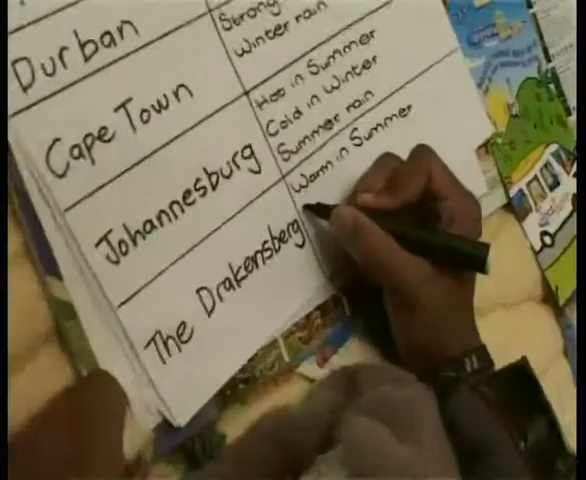 Durban
Strong
Winter rain
Cape Town
Hot in Summer
Cold in Winter
Summer rain
Johannesburg
Warm in Summer
The Drakensberg